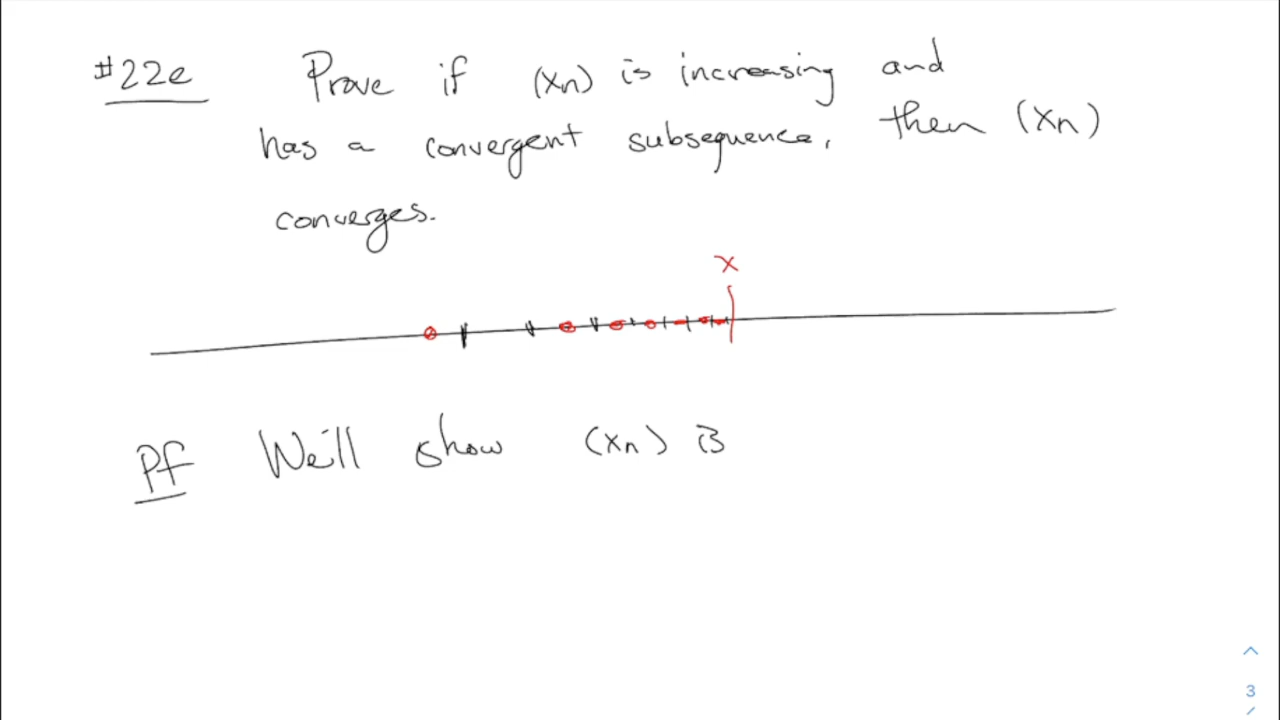 #22e Prove if (xn) is increasing and
has a convergent subsequence, then (xn)
converges.
x
Pf We'll show (xn) is
3